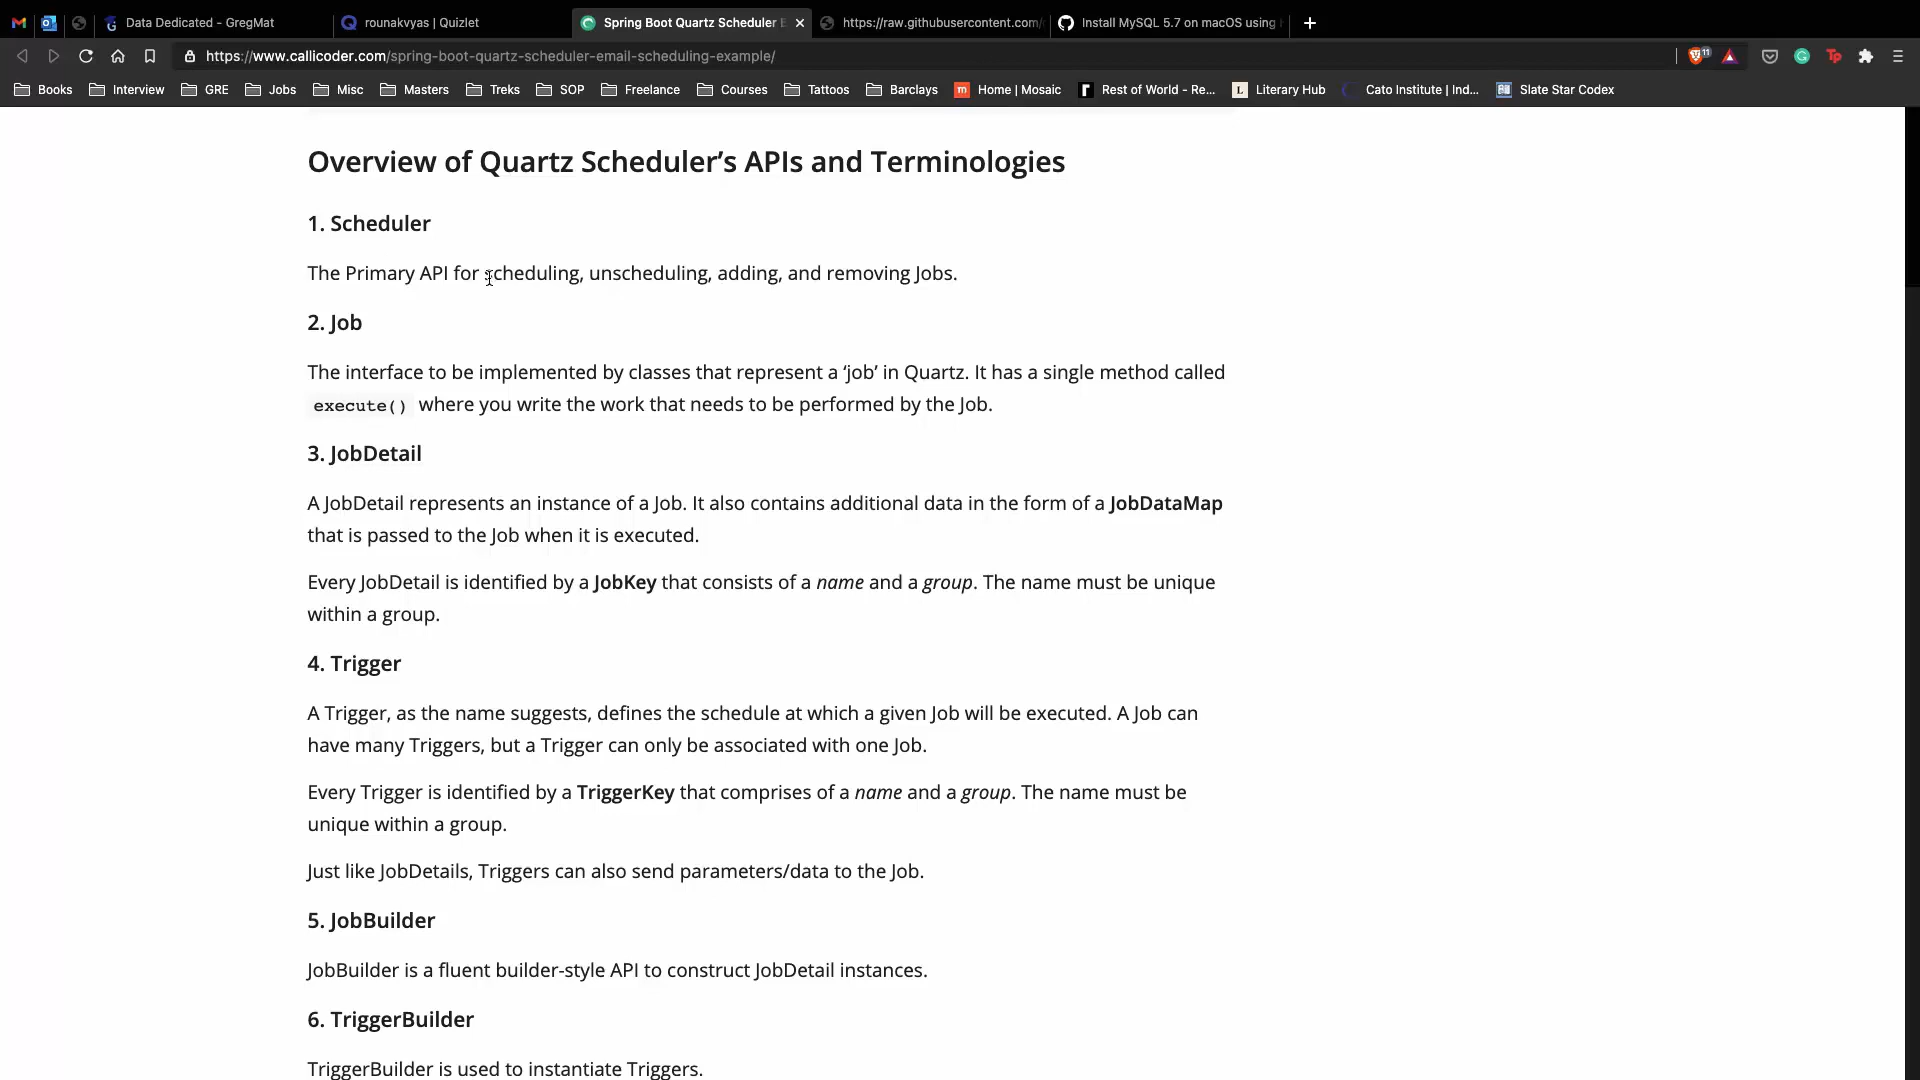 Data Dedicated - GregMat
rounakvyas | Quizlet
Spring Boot Quartz Scheduler E
https://raw.githubusercontent.com/
Install MySQL 5.7 on macOS using
https://www.callicoder.com/spring-boot-quartz-scheduler-email-scheduling-example/
11
Tp
Books
Interview
GRE
Jobs
Misc
Masters
Treks
SOP
Freelance
Courses
Tattoos
Barclays
m
Home | Mosaic
r
Rest of World - Re...
L
Literary Hub
Cato Institute | Ind...
Slate Star Codex
Overview of Quartz Scheduler’s APIs and Terminologies
1. Scheduler
The Primary API for scheduling, unscheduling, adding, and removing Jobs.
2. Job
The interface to be implemented by classes that represent a ‘job’ in Quartz. It has a single method called
execute() where you write the work that needs to be performed by the Job.
3. JobDetail
A JobDetail represents an instance of a Job. It also contains additional data in the form of a JobDataMap
that is passed to the Job when it is executed.
Every JobDetail is identified by a JobKey that consists of a name and a group. The name must be unique
within a group.
4. Trigger
A Trigger, as the name suggests, defines the schedule at which a given Job will be executed. A Job can
have many Triggers, but a Trigger can only be associated with one Job.
Every Trigger is identified by a TriggerKey that comprises of a name and a group. The name must be
unique within a group.
Just like JobDetails, Triggers can also send parameters/data to the Job.
5. JobBuilder
JobBuilder is a fluent builder-style API to construct JobDetail instances.
6. TriggerBuilder
TriggerBuilder is used to instantiate Triggers.